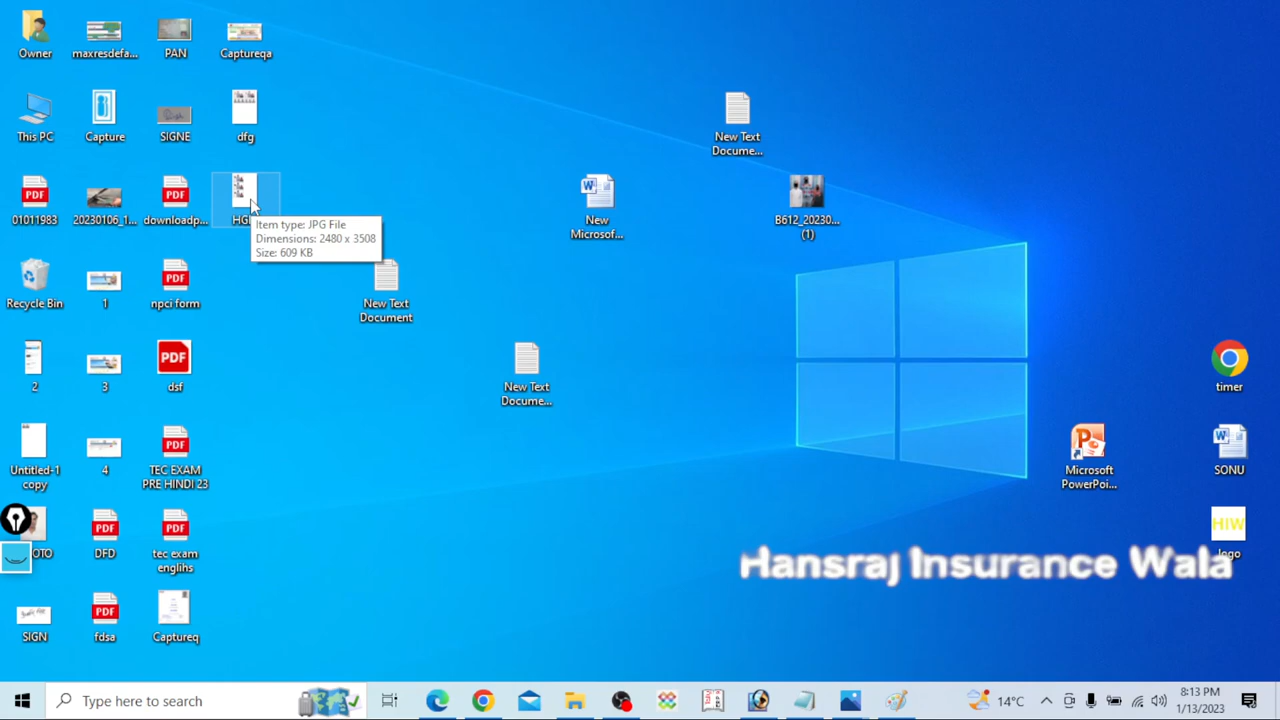 Owner
maxresdefa...
PAN
Captureqa
This PC
Capture
SIGNE
dfg
New Text
Docume...
01011983
20230106_1...
downloadp...
Item type: JPG File
Dimensions: 2480 x 3508
Size: 609 KB
New
Microsof...
B612_20230...
(1)
Recycle Bin
1
npci form
New Text
Document
2
3
PDF
dsf
New Text
Docume...
timer
Untitled-1
copy
4
TEC EXAM
PRE HINDI 23
Microsoft
PowerPoi...
SONU
DFD
tec exam
englihs
HIW
logo
Hansraj Insurance Wala
SIGN
fdsa
Captureq
Type here to search
14°C
8:13 PM
1/13/2023